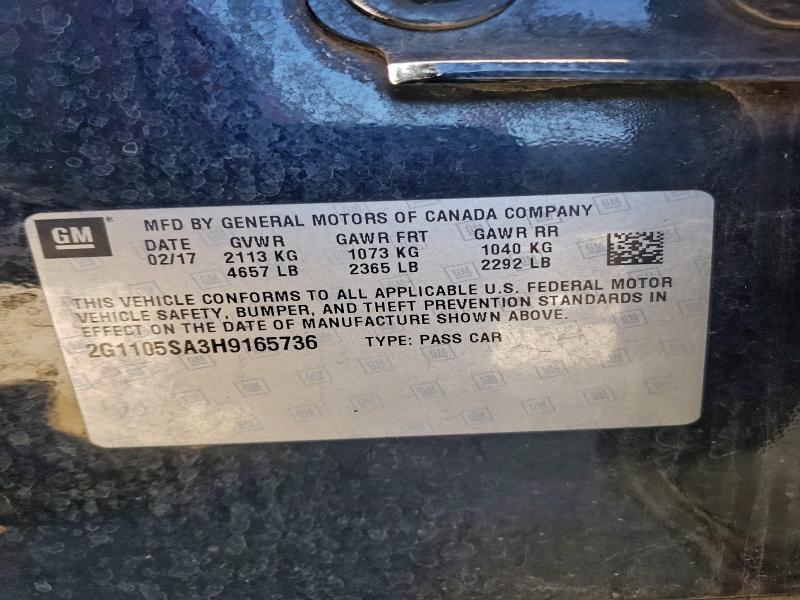 GM ® MFD BY GENERAL MOTORS OF CANADA COMPANY
DATE GVWR GAWR FRT GAWR RR
02/17 2113 KG 1073 KG 1040 KG
4657 LB 2365 LB 2292 LB
THIS VEHICLE CONFORMS TO ALL APPLICABLE U.S. FEDERAL MOTOR
VEHICLE SAFETY, BUMPER, AND THEFT PREVENTION STANDARDS IN
EFFECT ON THE DATE OF MANUFACTURE SHOWN ABOVE.
2G1105SA3H9165736 TYPE: PASS CAR